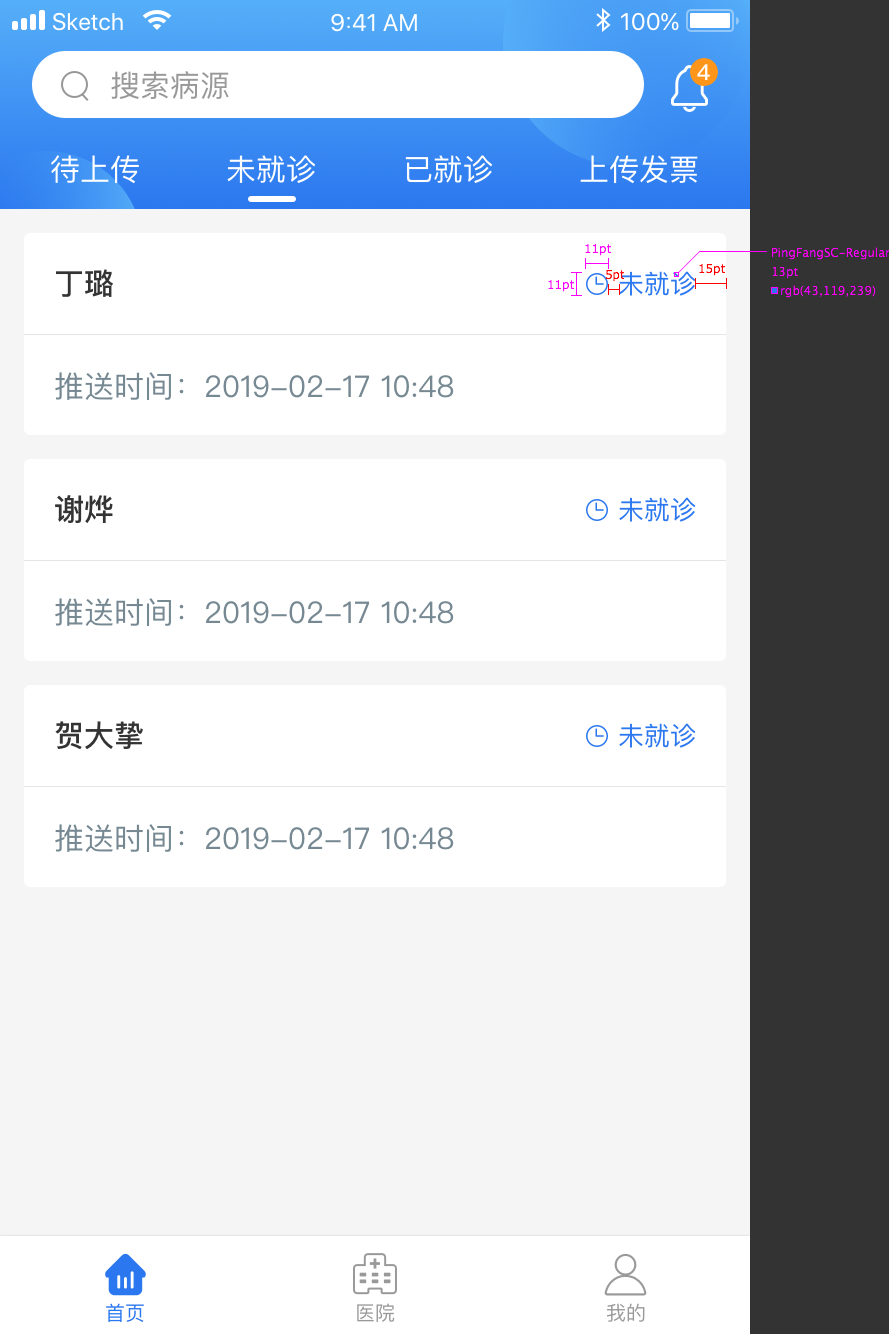 Sketch 9:41 AM 100%
搜索病源 4
待上传 未就诊 已就诊 上传发票
11pt
PingFangSC-Regular
丁璐 11pt 5pt 未就诊 15pt
13pt
rgb(43,119,239)
推送时间：2019-02-17 10:48
谢烨 未就诊
推送时间：2019-02-17 10:48
贺大挚 未就诊
推送时间：2019-02-17 10:48
首页 医院 我的